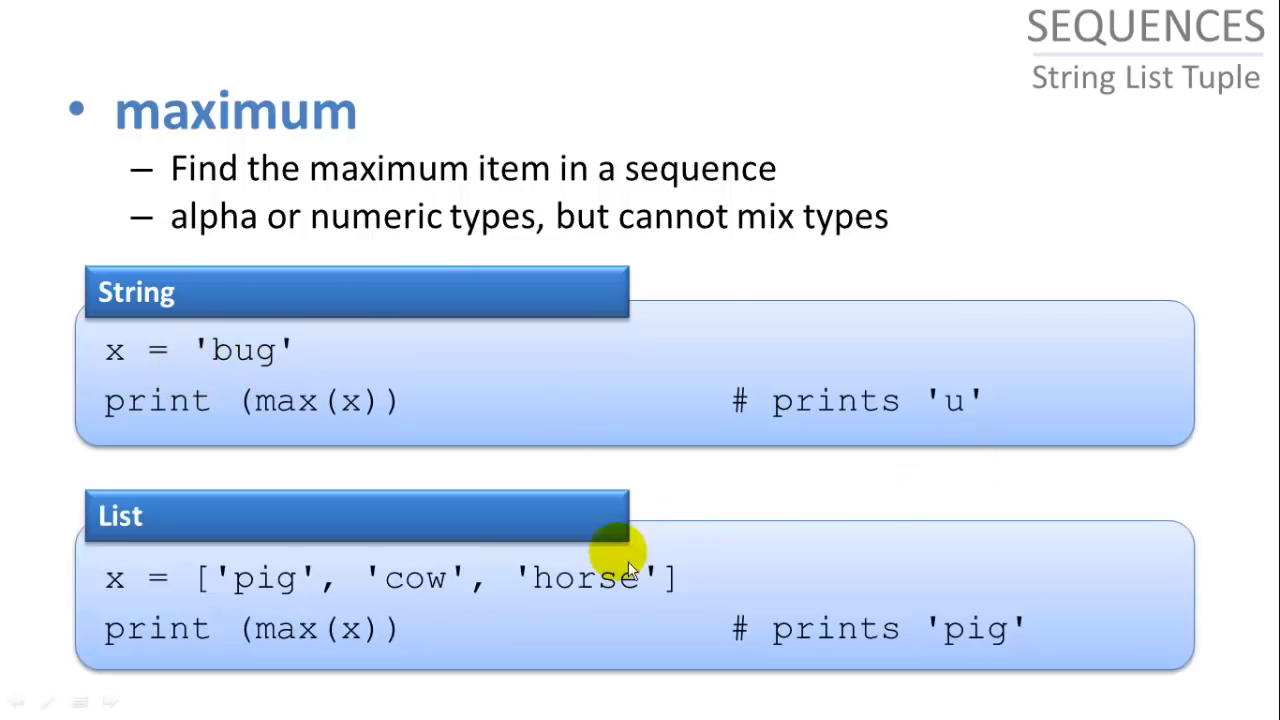 SEQUENCES
String List Tuple
• maximum
– Find the maximum item in a sequence
– alpha or numeric types, but cannot mix types
String
x = 'bug'
print (max(x)) # prints 'u'
List
x = ['pig', 'cow', 'horse']
print (max(x)) # prints 'pig'